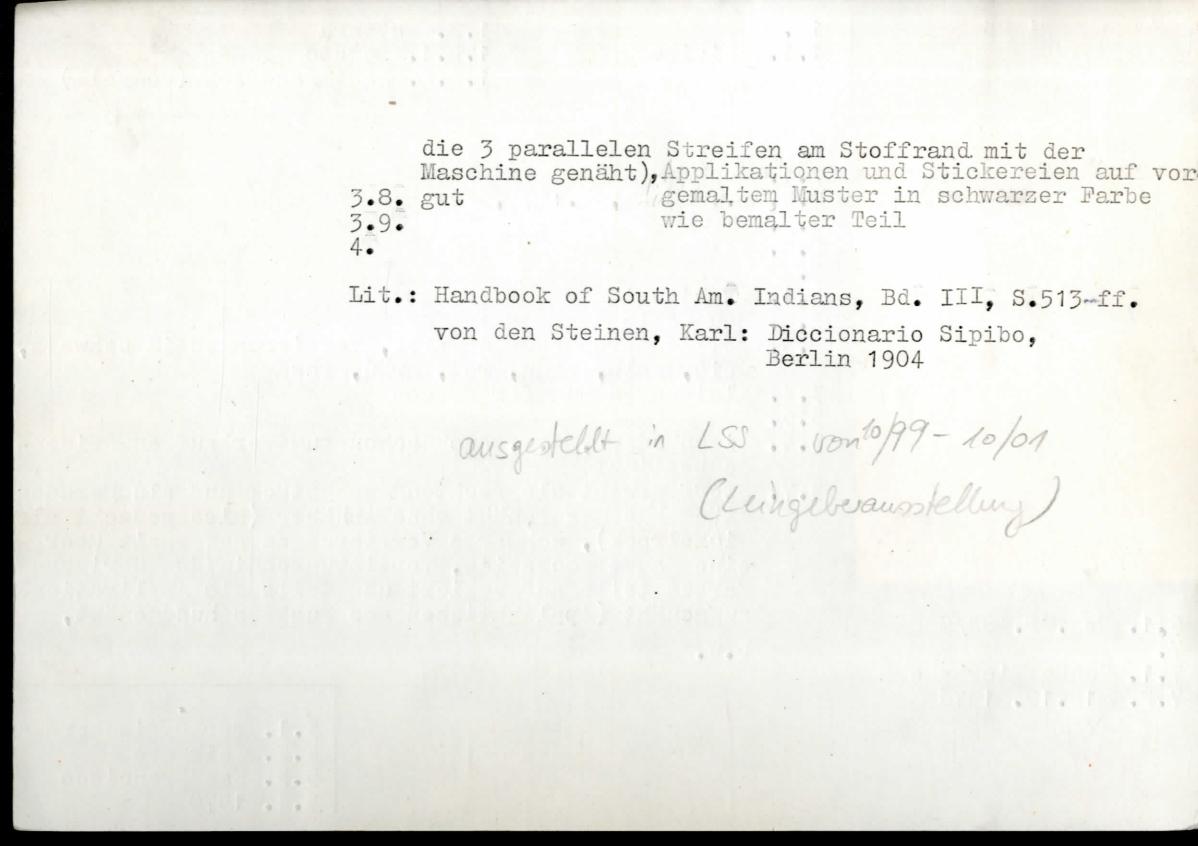 die 3 parallelen Streifen am Stoffrand mit der
Maschine genäht), Applikationen und Stickereien auf vor
3.8. gut gemaltem Muster in schwarzer Farbe
3.9. wie bemalter Teil
4.
Lit.: Handbook of South Am. Indians, Bd. III, S.513-ff.
von den Steinen, Karl: Diccionario Sipibo,
Berlin 1904
ausgestellt in LSS von 10/99 - 10/01
(Leihgeberausstellung)